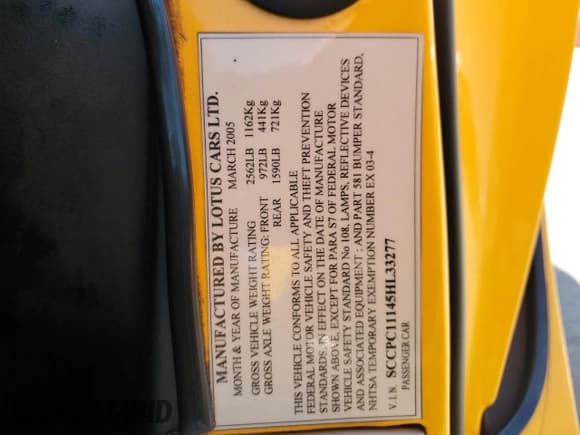 MANUFACTURED BY LOTUS CARS LTD.
MONTH & YEAR OF MANUFACTURE MARCH 2005
GROSS VEHICLE WEIGHT RATING 2562LB 1162Kg
GROSS AXLE WEIGHT RATING: FRONT 972LB 441Kg
REAR 1590LB 721Kg
THIS VEHICLE CONFORMS TO ALL APPLICABLE
FEDERAL MOTOR VEHICLE SAFETY AND THEFT PREVENTION
STANDARDS IN EFFECT ON THE DATE OF MANUFACTURE
SHOWN ABOVE, EXCEPT FOR PARA S7 OF FEDERAL MOTOR
VEHICLE SAFETY STANDARD No 108, LAMPS, REFLECTIVE DEVICES
AND ASSOCIATED EQUIPMENT ; AND PART 581 BUMPER STANDARD,
NHTSA TEMPORARY EXEMPTION NUMBER EX 03-4
V.I.N. SCCPC11145HL33277
PASSENGER CAR